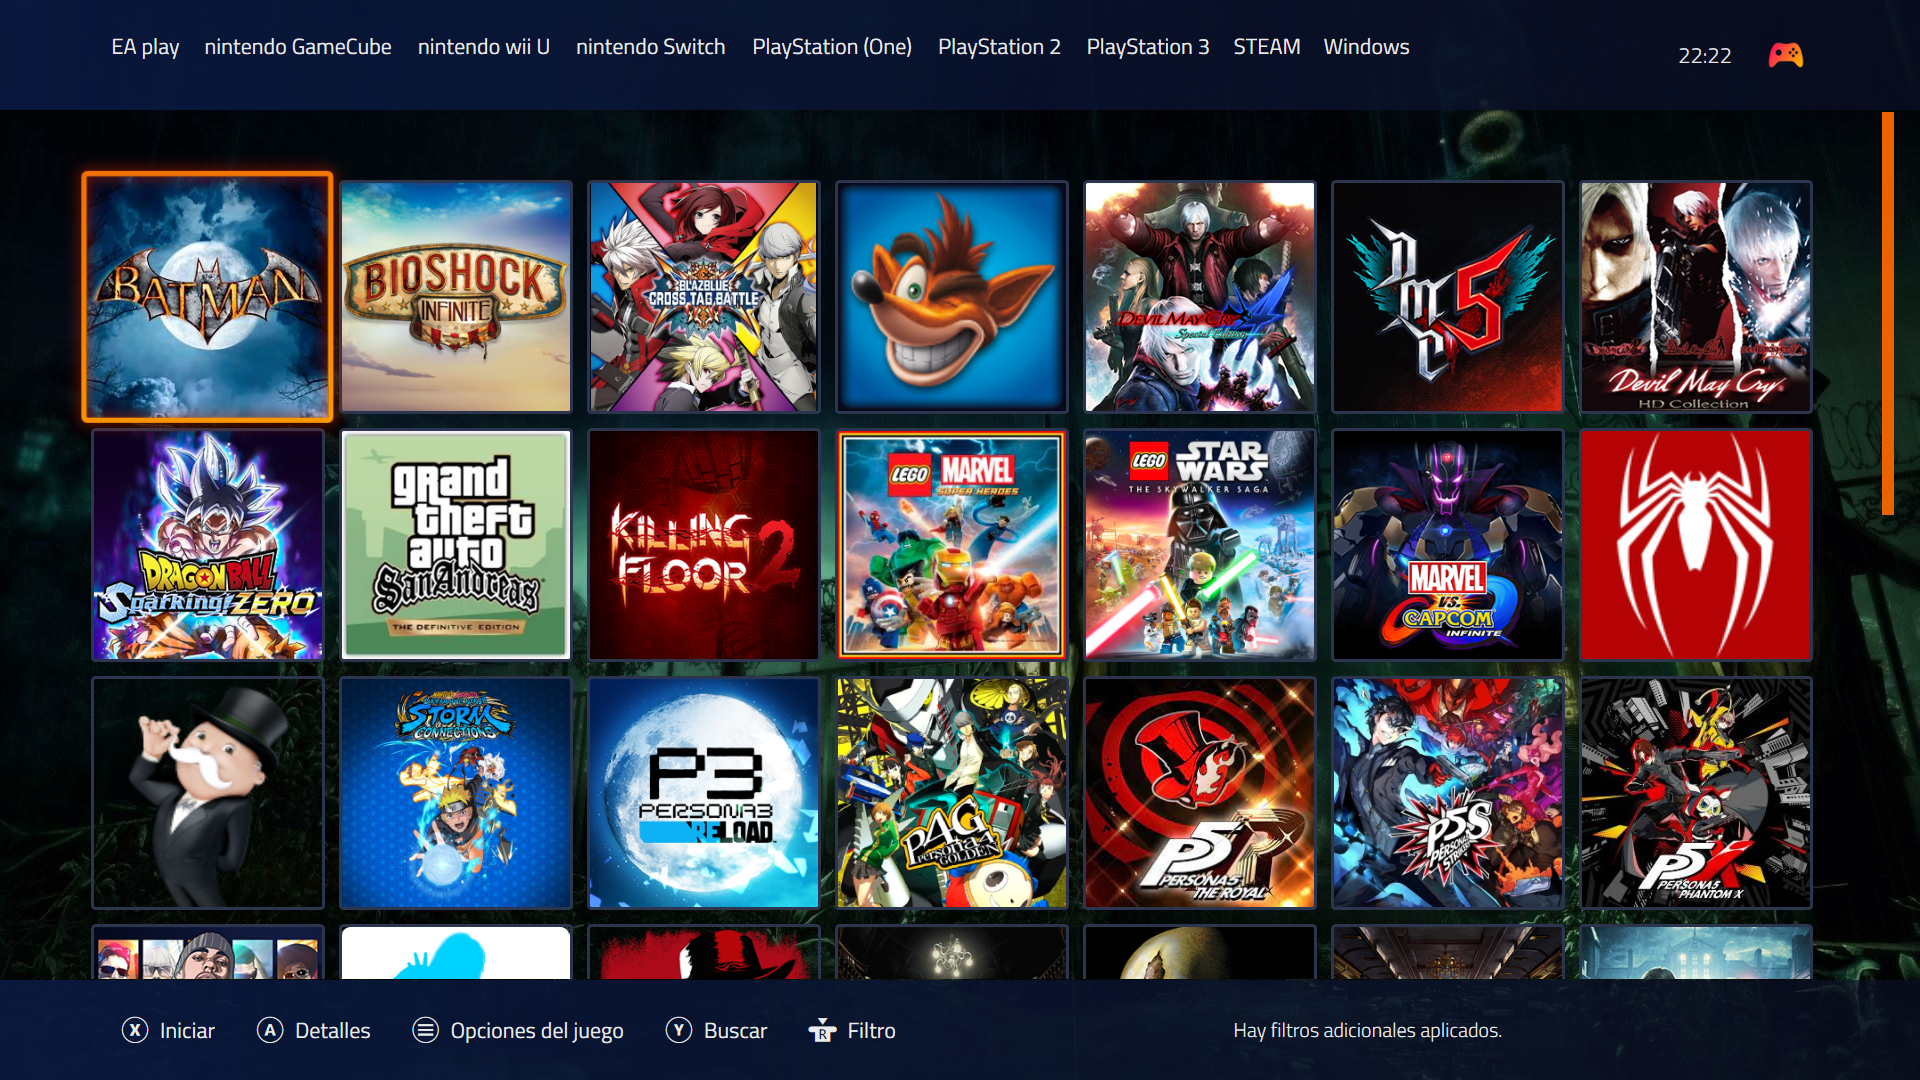 EA play nintendo GameCube nintendo wii U nintendo Switch PlayStation (One) PlayStation 2 PlayStation 3 STEAM Windows
22:22
BATMAN
BIOSHOCK
INFINITE
BLAZBLUE
CROSS TAG BATTLE
DEVIL MAY CRY 4
Special Edition
DMC5
Devil May Cry
HD Collection
DRAGON BALL
Sparking! ZERO
grand
theft
auto
San Andreas
THE DEFINITIVE EDITION
KILLING
FLOOR 2
LEGO MARVEL
SUPER HEROES
LEGO STAR
WARS
THE SKYWALKER SAGA
MARVEL
VS.
CAPCOM
INFINITE
STORM
CONNECTIONS
P3
PERSONA3
RELOAD
P4G
Persona4
GOLDEN
P5R
PERSONA5
THE ROYAL
P5S
PERSONA5
STRIKERS
P5X
PERSONA5
PHANTOM X
X Iniciar A Detalles Opciones del juego Y Buscar R Filtro
Hay filtros adicionales aplicados.